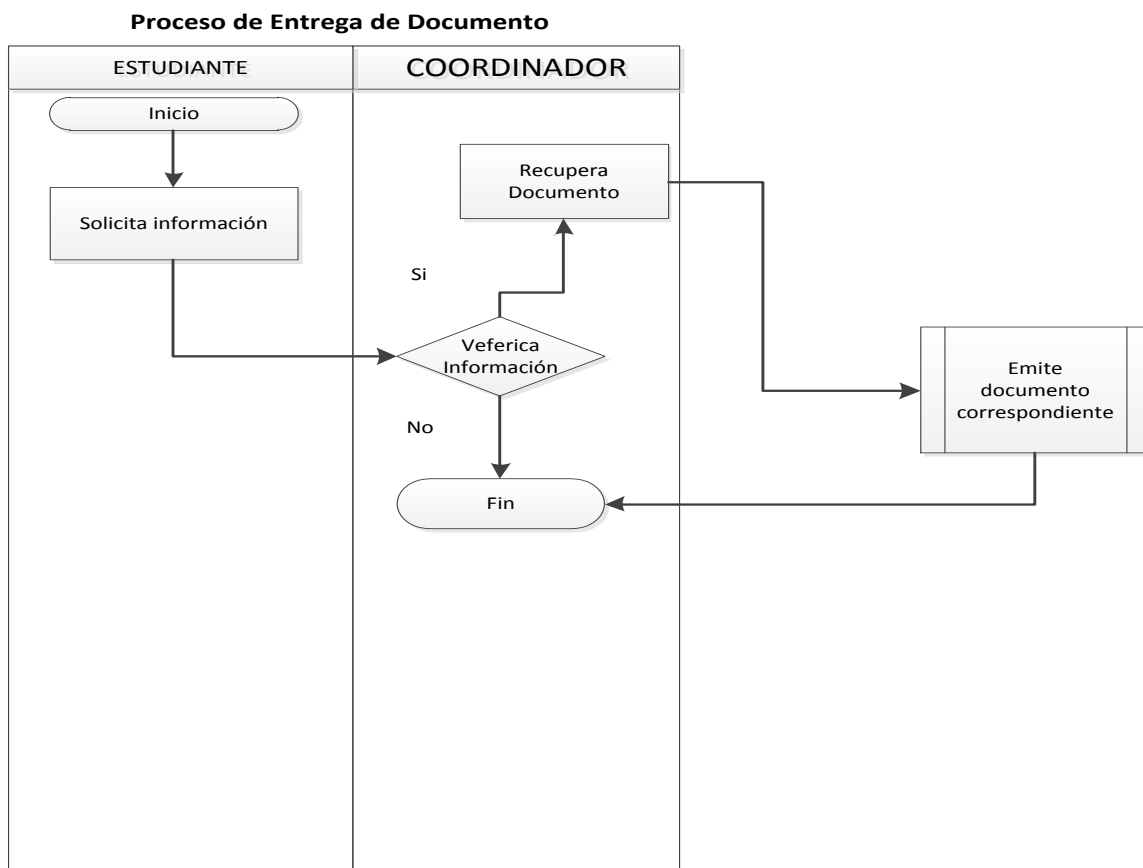 Proceso de Entrega de Documento
ESTUDIANTE
COORDINADOR
Inicio
Recupera
Documento
Solicita información
Si
Veferica
Información
Emite
documento
correspondiente
No
Fin